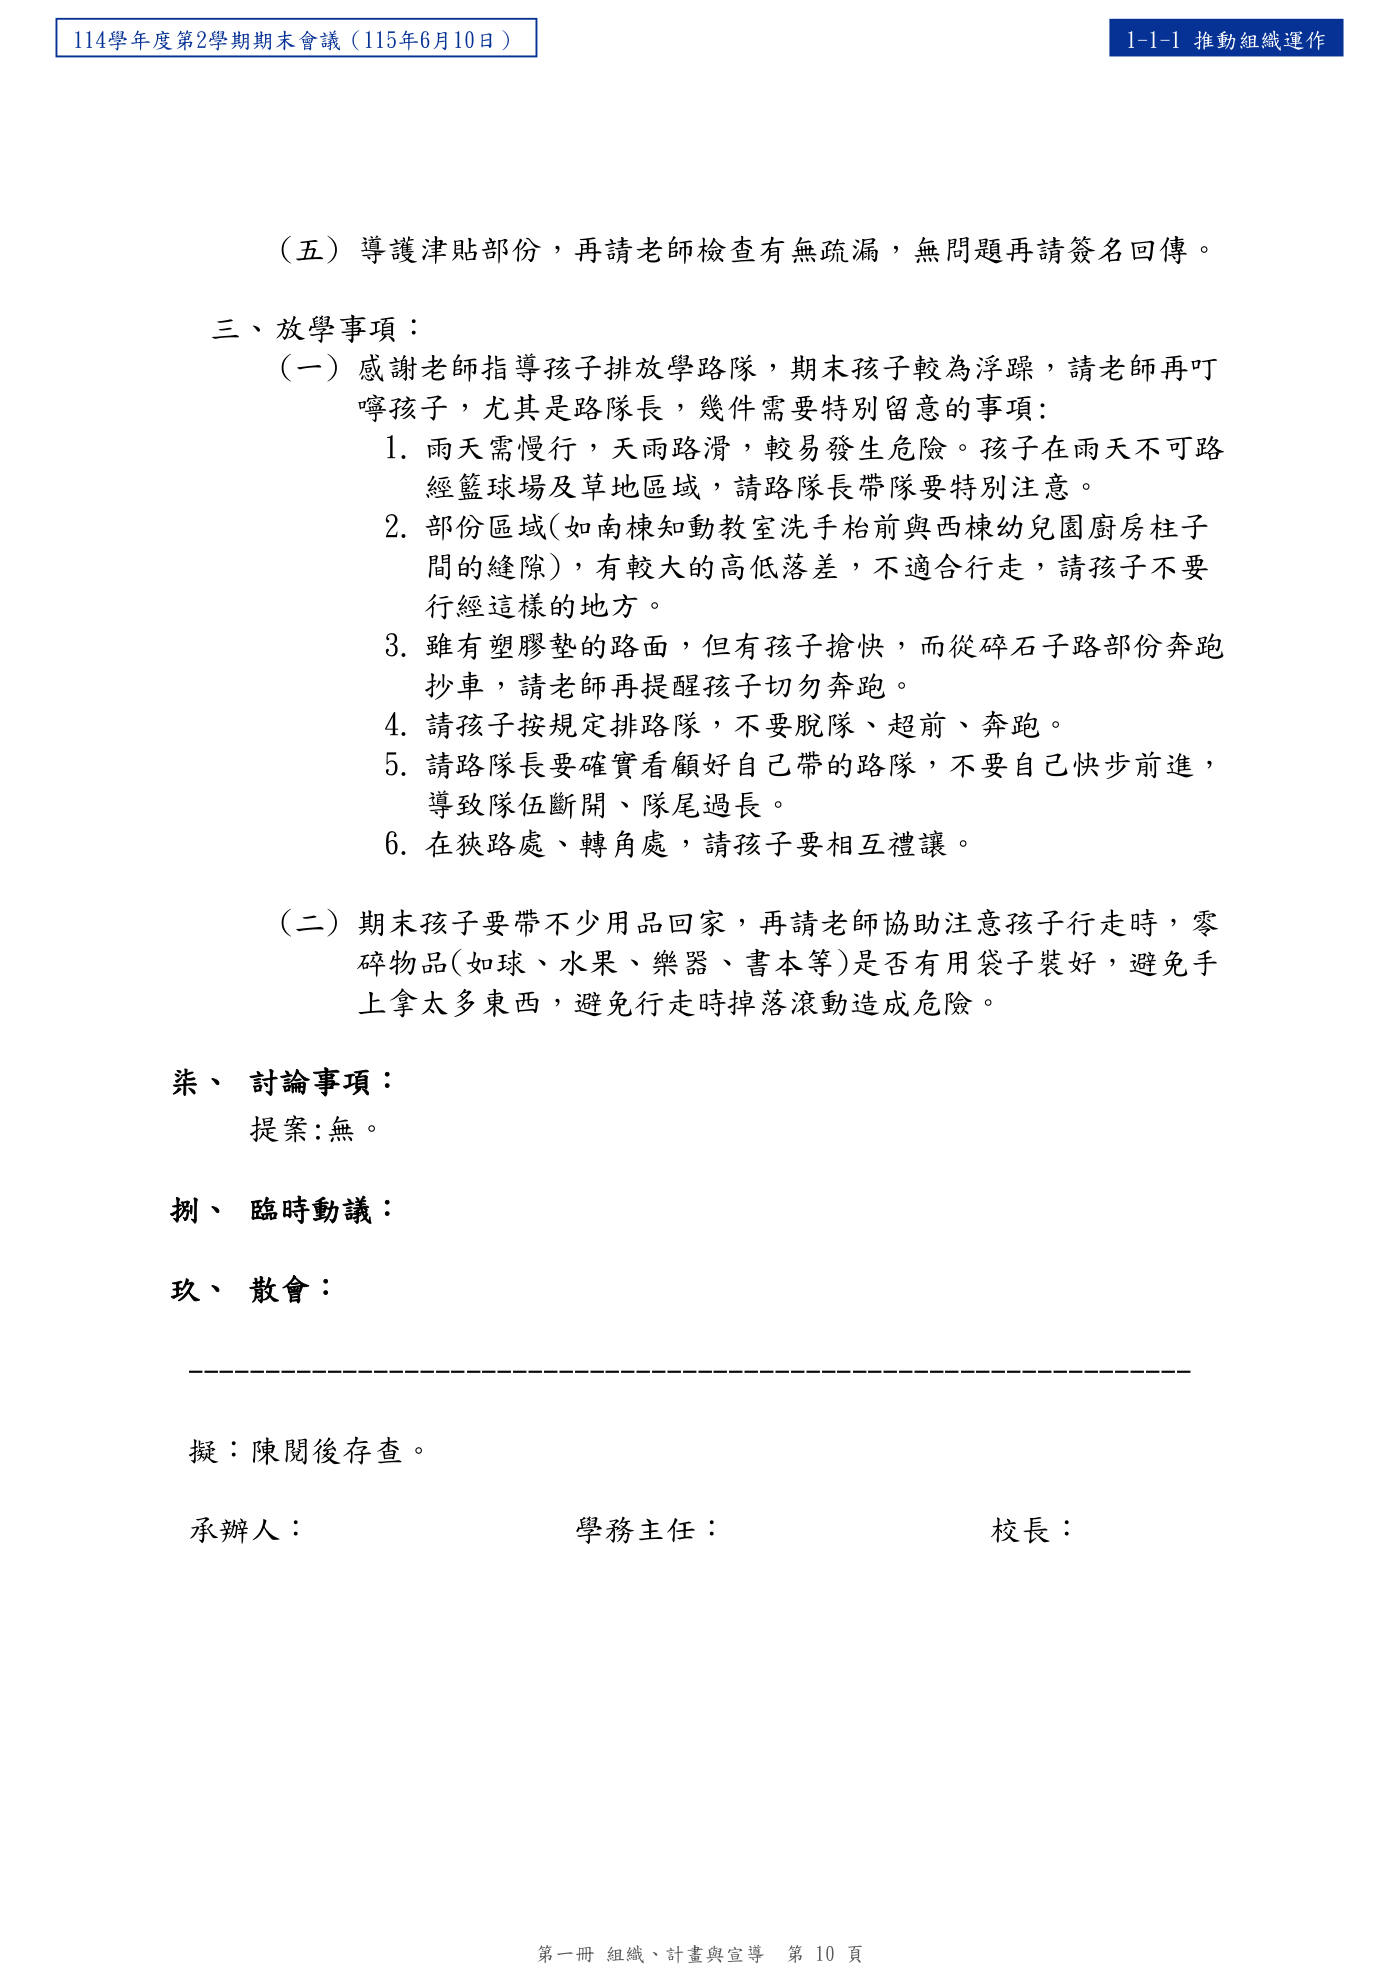 114學年度第2學期期末會議（115年6月10日）
1-1-1 推動組織運作
（五）導護津貼部份，再請老師檢查有無疏漏，無問題再請簽名回傳。
三、放學事項：
（一）感謝老師指導孩子排放學路隊，期末孩子較為浮躁，請老師再叮
嚀孩子，尤其是路隊長，幾件需要特別留意的事項:
1. 雨天需慢行，天雨路滑，較易發生危險。孩子在雨天不可路
經籃球場及草地區域，請路隊長帶隊要特別注意。
2. 部份區域(如南棟知動教室洗手枱前與西棟幼兒園廚房柱子
間的縫隙)，有較大的高低落差，不適合行走，請孩子不要
行經這樣的地方。
3. 雖有塑膠墊的路面，但有孩子搶快，而從碎石子路部份奔跑
抄車，請老師再提醒孩子切勿奔跑。
4. 請孩子按規定排路隊，不要脫隊、超前、奔跑。
5. 請路隊長要確實看顧好自己帶的路隊，不要自己快步前進，
導致隊伍斷開、隊尾過長。
6. 在狹路處、轉角處，請孩子要相互禮讓。
（二）期末孩子要帶不少用品回家，再請老師協助注意孩子行走時，零
碎物品(如球、水果、樂器、書本等)是否有用袋子裝好，避免手
上拿太多東西，避免行走時掉落滾動造成危險。
柒、 討論事項：
提案:無。
捌、 臨時動議：
玖、 散會：
-----------------------------------------------------------------
擬：陳閱後存查。
承辦人： 學務主任： 校長：
第一冊 組織、計畫與宣導 第 10 頁